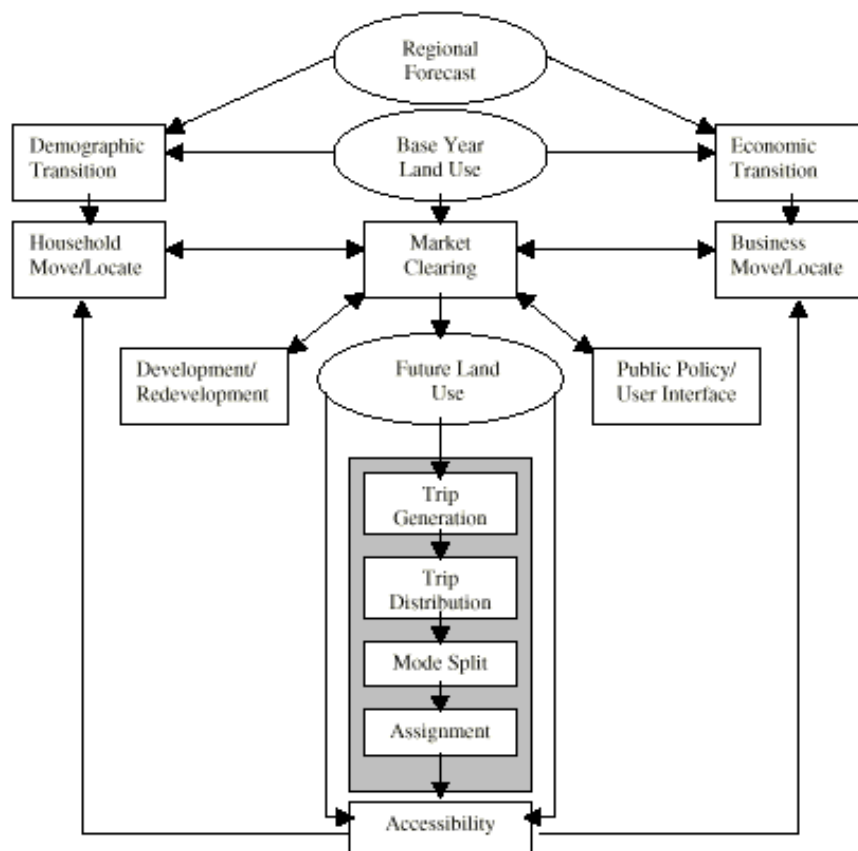 Regional
Forecast
Demographic
Transition
Base Year
Land Use
Economic
Transition
Household
Move/Locate
Market
Clearing
Business
Move/Locate
Development/
Redevelopment
Future Land
Use
Public Policy/
User Interface
Trip
Generation
Trip
Distribution
Mode Split
Assignment
Accessibility